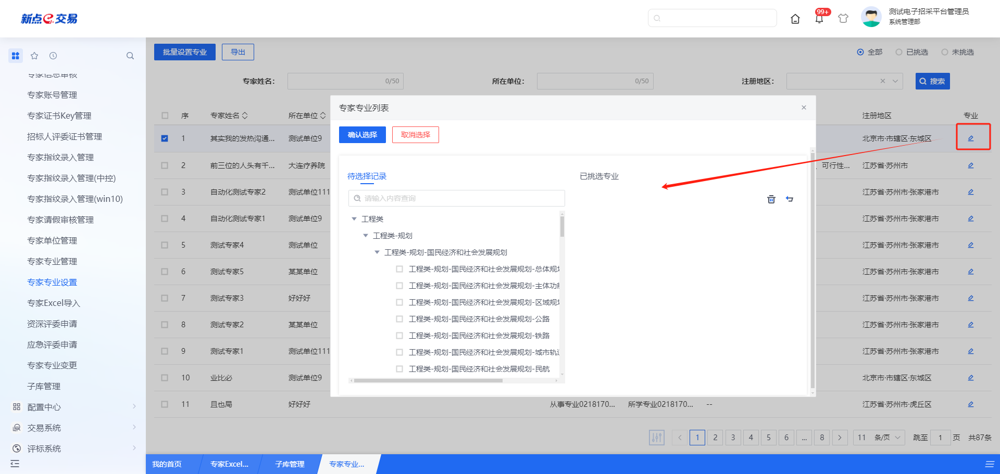 新点e交易
99+
测试电子招采平台管理员
系统管理部
专家信息审核
专家账号管理
专家证书Key管理
招标人评委证书管理
专家指纹录入管理
专家指纹录入管理(中控)
专家指纹录入管理(win10)
专家请假审核管理
专家单位管理
专家专业管理
专家专业设置
专家Excel导入
资深评委申请
应急评委申请
专家专业变更
子库管理
配置中心
交易系统
评标系统
批量设置专业 导出
全部 已挑选 未挑选
专家姓名： 0/50 所在单位： 0/50 注册地区： 搜索
序 专家姓名 所在单位 注册地区 专业
1 其实我的发热沟通... 测试单位9 北京市·市辖区·东城区
2 前三位的人头有千... 大连疗养院 可行性... 江苏省·苏州市
3 自动化测试专家2 测试单位111 江苏省·苏州市·张家港市
4 自动化测试专家1 测试单位9 江苏省·苏州市·张家港市
5 测试专家4 测试单位 江苏省·苏州市·张家港市
6 测试专家5 某某单位 江苏省·苏州市·张家港市
7 测试专家3 好好好 江苏省·苏州市·张家港市
8 测试专家2 某某单位 江苏省·苏州市·张家港市
9 测试专家1 测试单位111 江苏省·苏州市·张家港市
10 业比必 测试单位9 北京市·市辖区·东城区
11 且也局 好好好 从事专业0218170... 所学专业0218170... -- 江苏省·苏州市·虎丘区
专家专业列表
确认选择 取消选择
待选择记录 已挑选专业
请输入内容查询
工程类
工程类-规划
工程类-规划-国民经济和社会发展规划
工程类-规划-国民经济和社会发展规划-总体规划
工程类-规划-国民经济和社会发展规划-主体功能
工程类-规划-国民经济和社会发展规划-区域规划
工程类-规划-国民经济和社会发展规划-公路
工程类-规划-国民经济和社会发展规划-铁路
工程类-规划-国民经济和社会发展规划-城市轨道
工程类-规划-国民经济和社会发展规划-民航
1 2 3 4 5 6 ... 8 11 条/页 跳至 1 页 共87条
我的首页 专家Excel... 子库管理 专家专业...